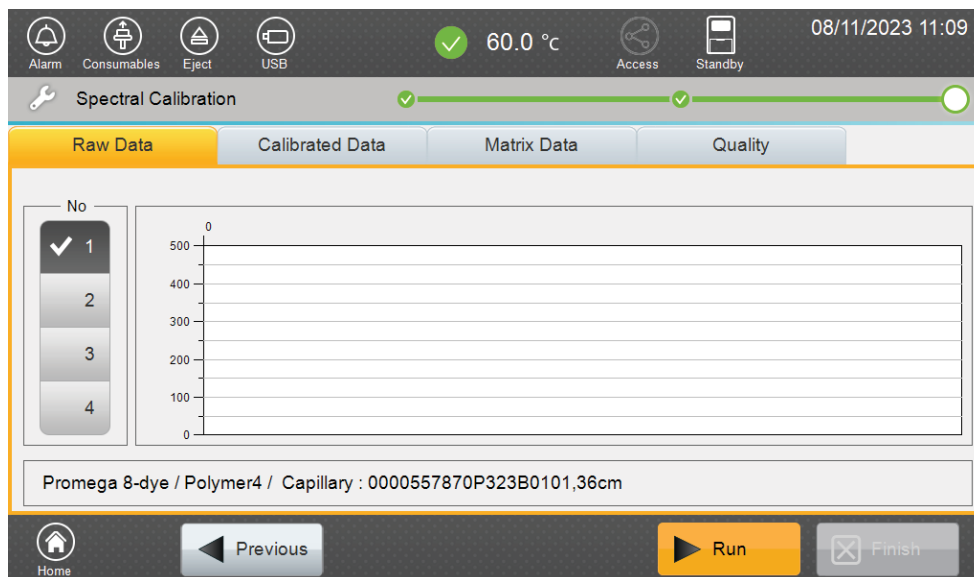 08/11/2023 11:09
60.0 °c
Alarm Consumables Eject USB Access Standby
Spectral Calibration
Raw Data Calibrated Data Matrix Data Quality
No
1
2
3
4
0
500
400
300
200
100
0
Promega 8-dye / Polymer4 / Capillary : 0000557870P323B0101,36cm
Previous Run Finish
Home